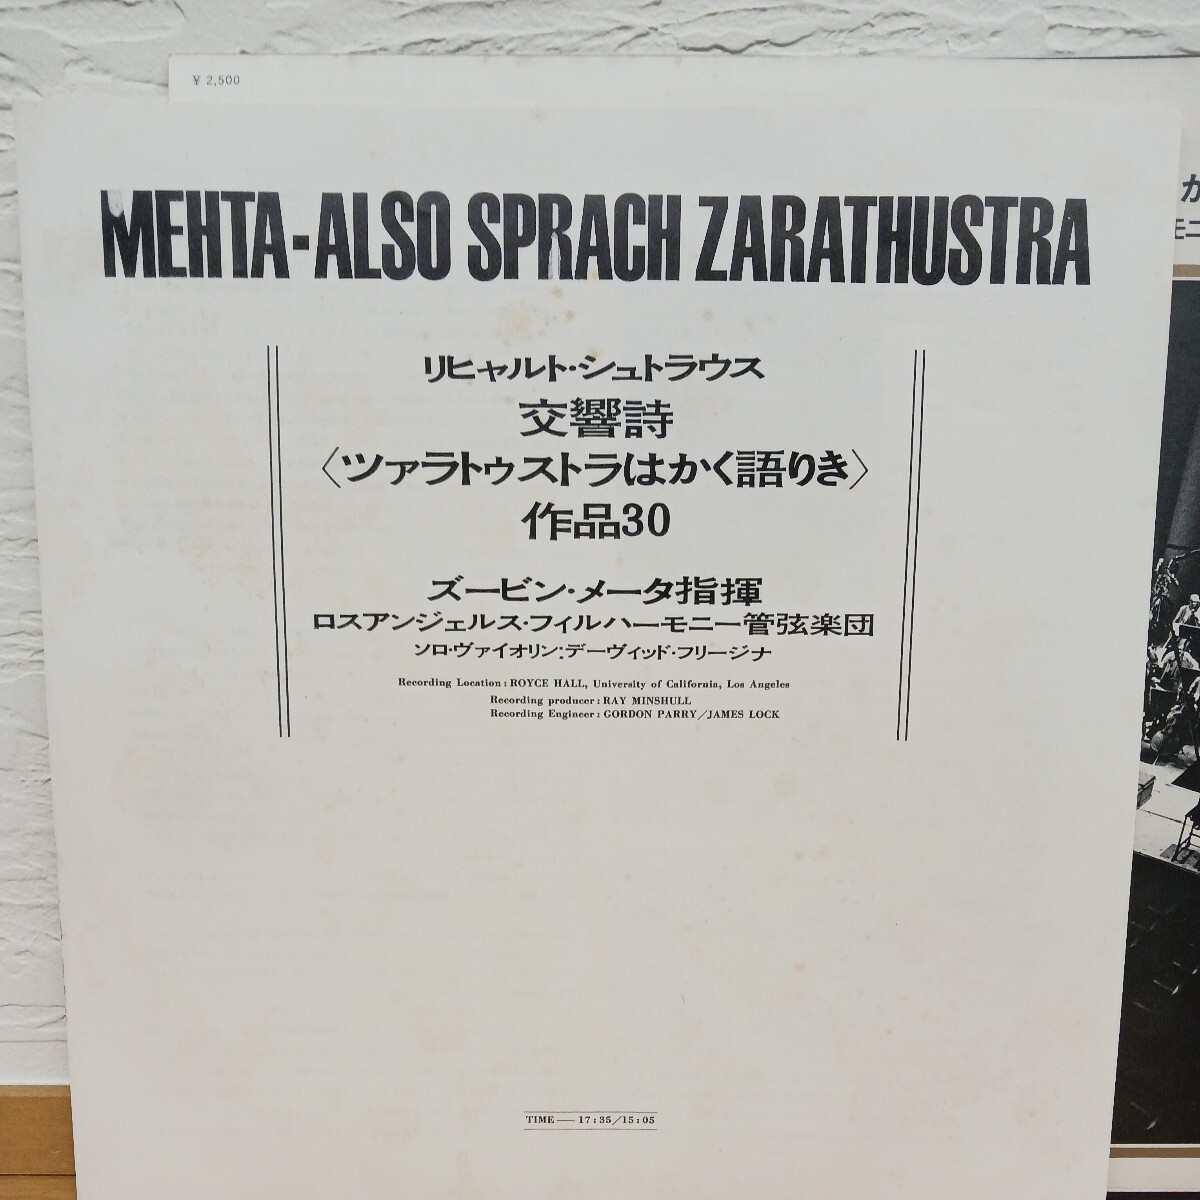 ¥ 2,500
MEHTA-ALSO SPRACH ZARATHUSTRA
リヒャルト・シュトラウス
交響詩
〈ツァラトゥストラはかく語りき〉
作品30
ズービン・メータ指揮
ロスアンジェルス・フィルハーモニー管弦楽団
ソロ・ヴァイオリン:デーヴィッド・フリージナ
Recording Location : ROYCE HALL, University of California, Los Angeles
Recording producer : RAY MINSHULL
Recording Engineer : GORDON PARRY/JAMES LOCK
TIME — 17:35/15:05
か
モニ